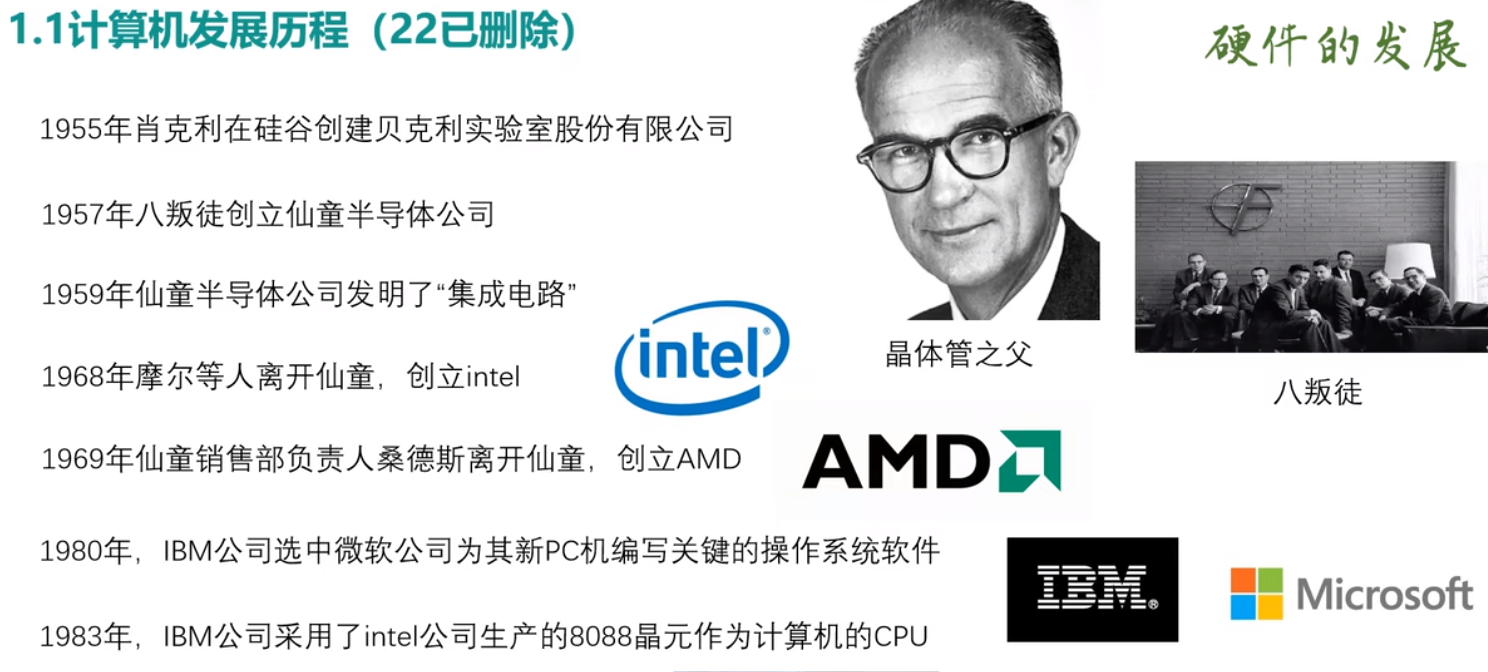 1.1计算机发展历程（22已删除）
硬件的发展
1955年肖克利在硅谷创建贝克利实验室股份有限公司
1957年八叛徒创立仙童半导体公司
1959年仙童半导体公司发明了“集成电路”
intel®
晶体管之父
1968年摩尔等人离开仙童，创立intel
八叛徒
1969年仙童销售部负责人桑德斯离开仙童，创立AMD
AMD
1980年，IBM公司选中微软公司为其新PC机编写关键的操作系统软件
IBM®
Microsoft
1983年，IBM公司采用了intel公司生产的8088晶元作为计算机的CPU